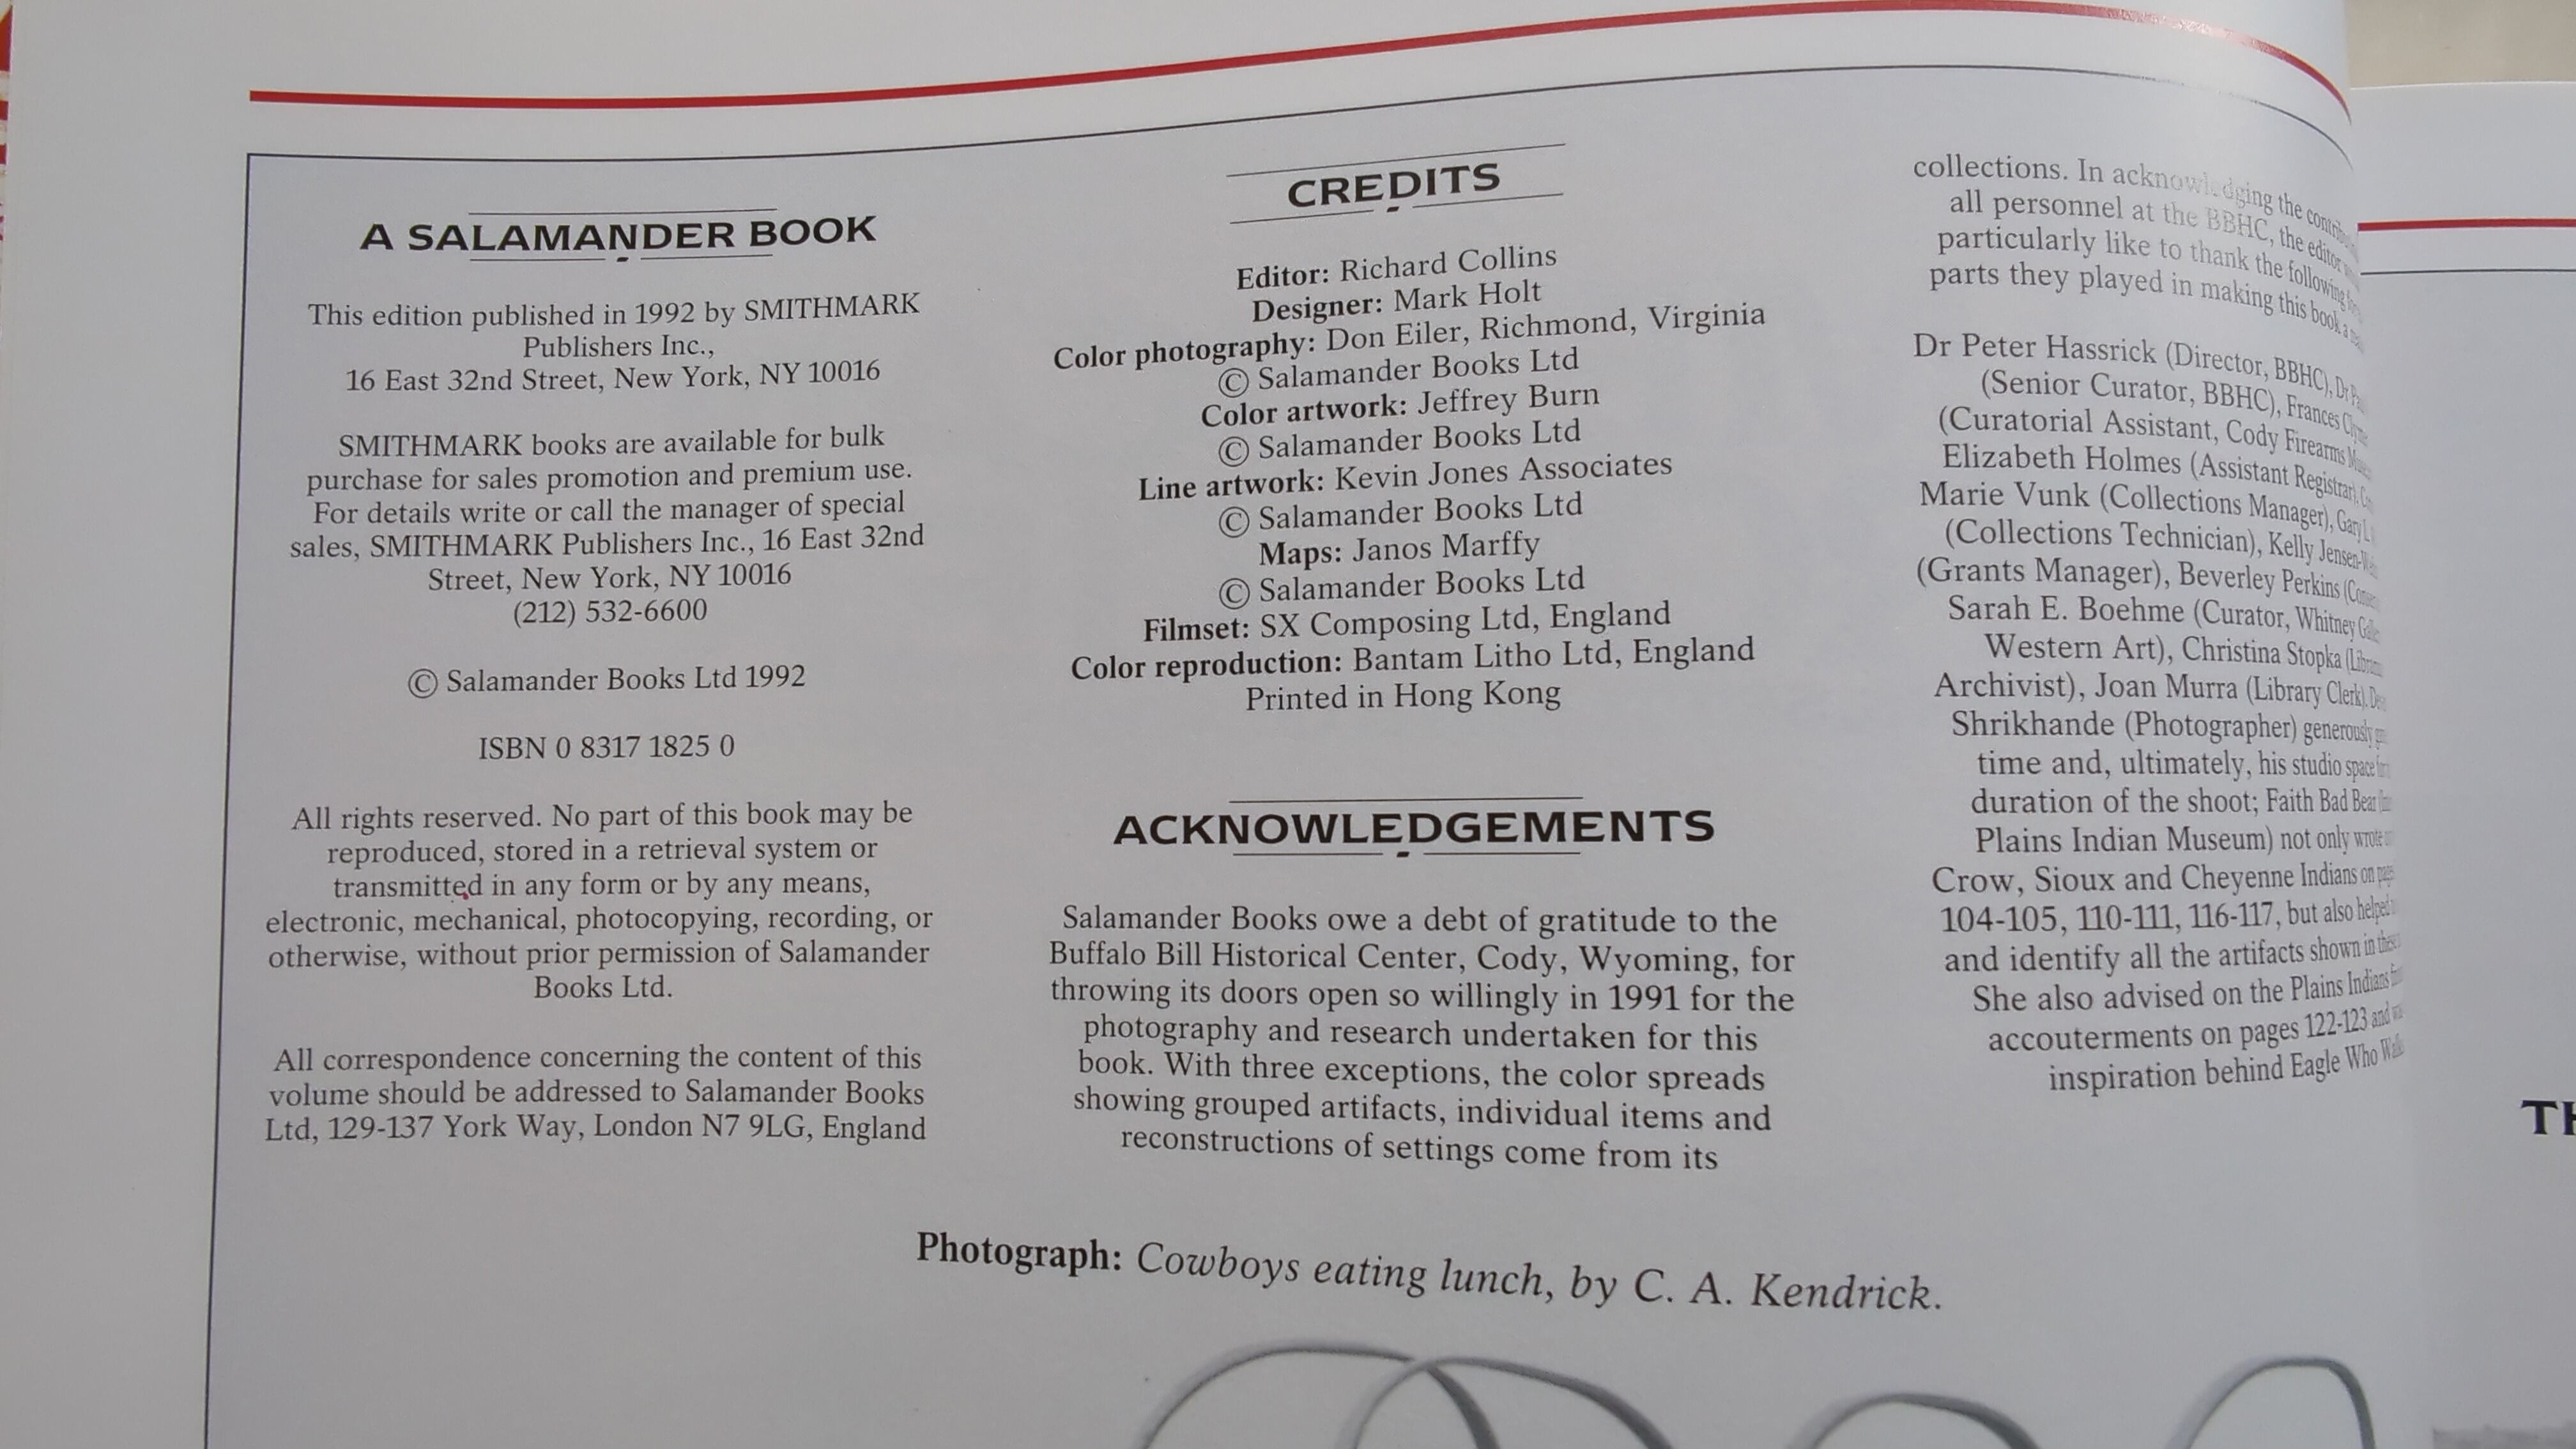 A SALAMANDER BOOK
This edition published in 1992 by SMITHMARK
Publishers Inc.,
16 East 32nd Street, New York, NY 10016
SMITHMARK books are available for bulk
purchase for sales promotion and premium use.
For details write or call the manager of special
sales, SMITHMARK Publishers Inc., 16 East 32nd
Street, New York, NY 10016
(212) 532-6600
© Salamander Books Ltd 1992
ISBN 0 8317 1825 0
All rights reserved. No part of this book may be
reproduced, stored in a retrieval system or
transmitted in any form or by any means,
electronic, mechanical, photocopying, recording, or
otherwise, without prior permission of Salamander
Books Ltd.
All correspondence concerning the content of this
volume should be addressed to Salamander Books
Ltd, 129-137 York Way, London N7 9LG, England
CREDITS
Editor: Richard Collins
Designer: Mark Holt
Color photography: Don Eiler, Richmond, Virginia
© Salamander Books Ltd
Color artwork: Jeffrey Burn
© Salamander Books Ltd
Line artwork: Kevin Jones Associates
© Salamander Books Ltd
Maps: Janos Marffy
© Salamander Books Ltd
Filmset: SX Composing Ltd, England
Color reproduction: Bantam Litho Ltd, England
Printed in Hong Kong
ACKNOWLEDGEMENTS
Salamander Books owe a debt of gratitude to the
Buffalo Bill Historical Center, Cody, Wyoming, for
throwing its doors open so willingly in 1991 for the
photography and research undertaken for this
book. With three exceptions, the color spreads
showing grouped artifacts, individual items and
reconstructions of settings come from its
collections. In acknowledging the
all personnel at the BBHC, the editor
particularly like to thank the following
parts they played in making this book a
Dr Peter Hassrick (Director, BBHC), Dr
(Senior Curator, BBHC), Frances
(Curatorial Assistant, Cody Firearms
Elizabeth Holmes (Assistant Registrar),
Marie Vunk (Collections Manager), Gary
(Collections Technician), Kelly
(Grants Manager), Beverley Perkins
Sarah E. Boehme (Curator, Whitney
Western Art), Christina Stopka
Archivist), Joan Murra (Library Clerk),
Shrikhande (Photographer) generously
time and, ultimately, his studio space
duration of the shoot; Faith Bad Bear
Plains Indian Museum) not only wrote
Crow, Sioux and Cheyenne Indians on
104-105, 110-111, 116-117, but also helped
and identify all the artifacts shown in
She also advised on the Plains Indians
accouterments on pages 122-123 and
inspiration behind Eagle Who
Photograph: Cowboys eating lunch, by C. A. Kendrick.